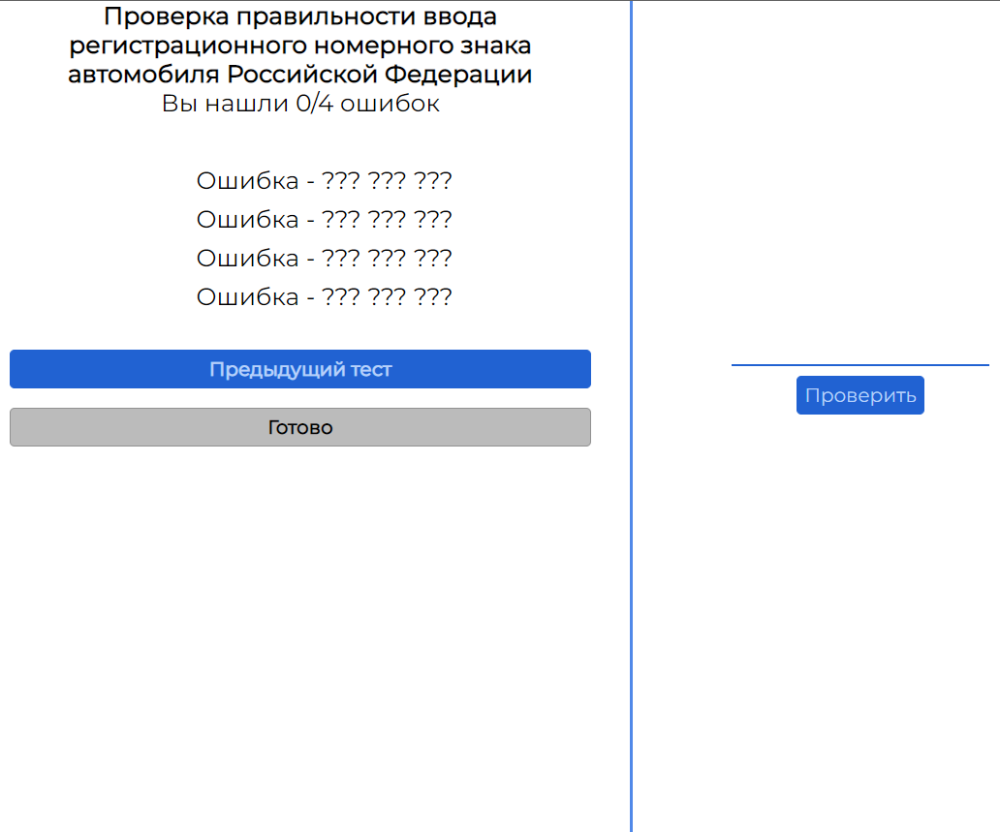 Проверка правильности ввода
регистрационного номерного знака
автомобиля Российской Федерации
Вы нашли 0/4 ошибок
Ошибка - ??? ??? ???
Ошибка - ??? ??? ???
Ошибка - ??? ??? ???
Ошибка - ??? ??? ???
Предыдущий тест
Готово
Проверить